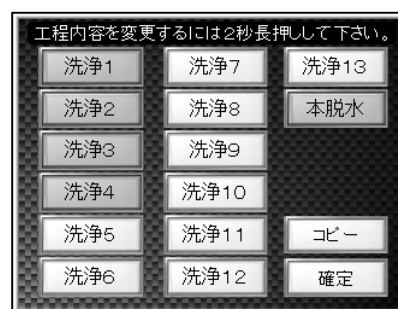 工程内容を変更するには2秒長押しして下さい。
洗浄1 洗浄7 洗浄13
洗浄2 洗浄8 本脱水
洗浄3 洗浄9
洗浄4 洗浄10
洗浄5 洗浄11 コピー
洗浄6 洗浄12 確定